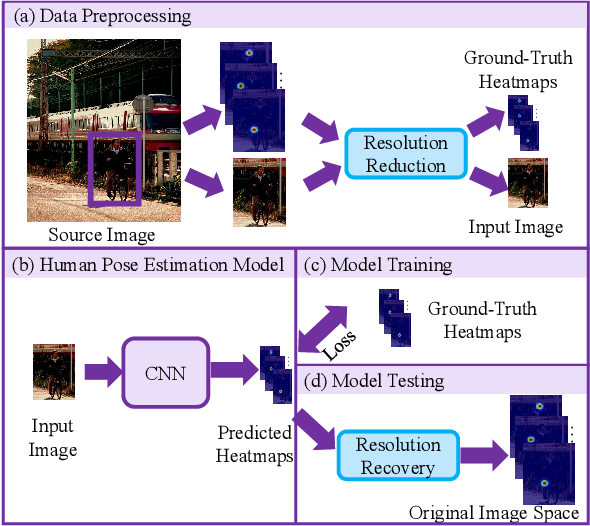 (a) Data Preprocessing
Ground-Truth
Heatmaps
Resolution
Reduction
Source Image
Input Image
(b) Human Pose Estimation Model
CNN
Input
Image
Predicted
Heatmaps
(c) Model Training
Loss
Ground-Truth
Heatmaps
(d) Model Testing
Resolution
Recovery
Original Image Space